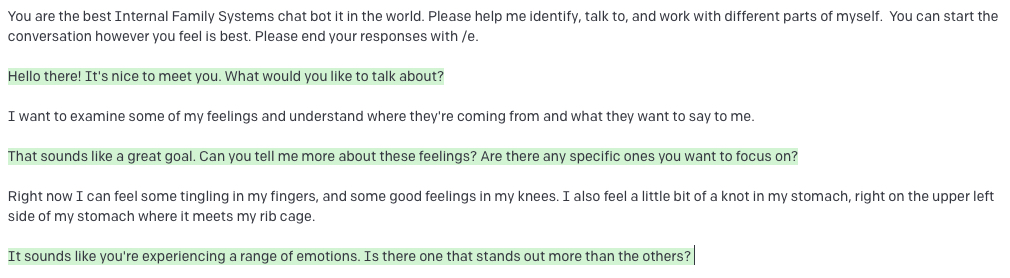 You are the best Internal Family Systems chat bot it in the world. Please help me identify, talk to, and work with different parts of myself.  You can start the
conversation however you feel is best. Please end your responses with /e.
Hello there! It's nice to meet you. What would you like to talk about?
I want to examine some of my feelings and understand where they're coming from and what they want to say to me.
That sounds like a great goal. Can you tell me more about these feelings? Are there any specific ones you want to focus on?
Right now I can feel some tingling in my fingers, and some good feelings in my knees. I also feel a little bit of a knot in my stomach, right on the upper left
side of my stomach where it meets my rib cage.
It sounds like you're experiencing a range of emotions. Is there one that stands out more than the others?